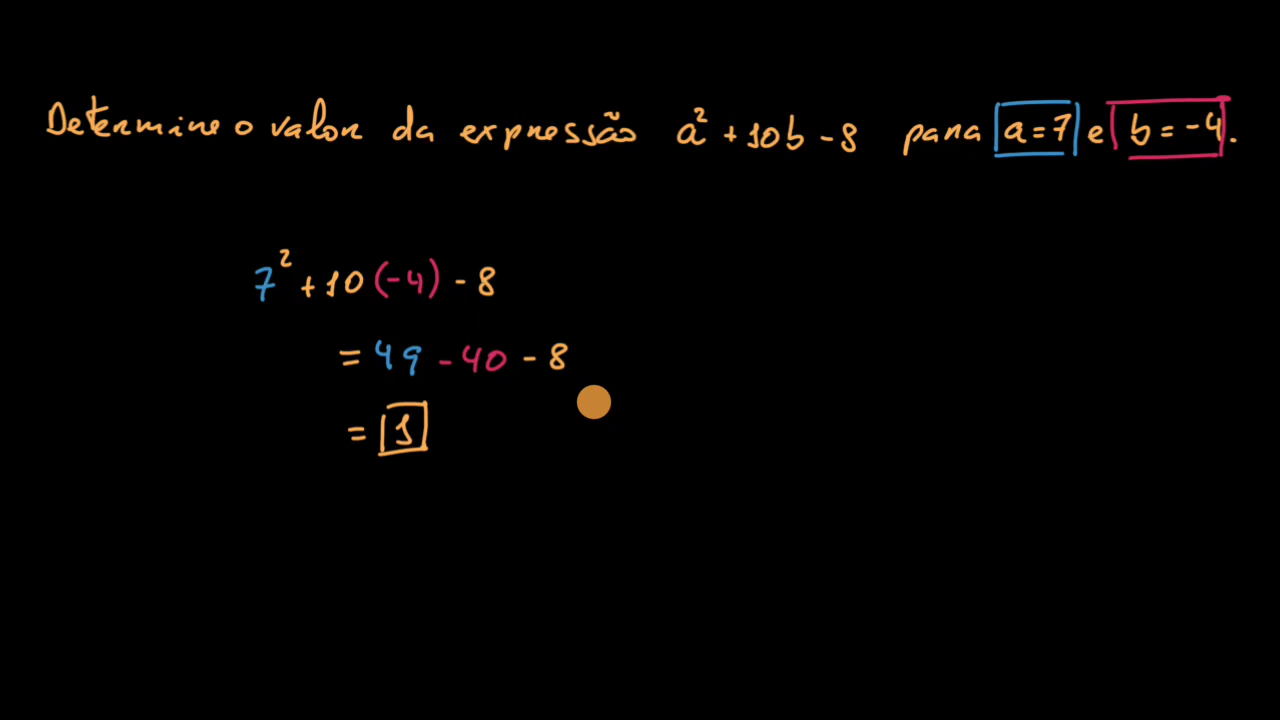 Determine o valor da expressão a² + 10b - 8 para a = 7 e b = -4.
7² + 10 (-4) - 8
= 49 - 40 - 8
= 1